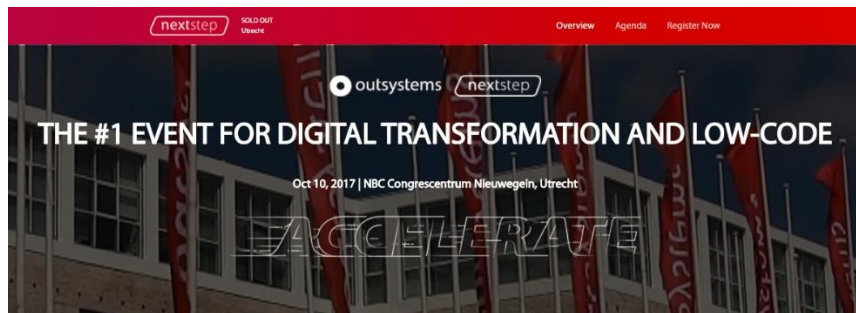 nextstep
SOLD OUT
Utrecht
Overview Agenda Register Now
outsystems nextstep
THE #1 EVENT FOR DIGITAL TRANSFORMATION AND LOW-CODE
Oct 10, 2017 | NBC Congrescentrum Nieuwegein, Utrecht
ACCELERATE